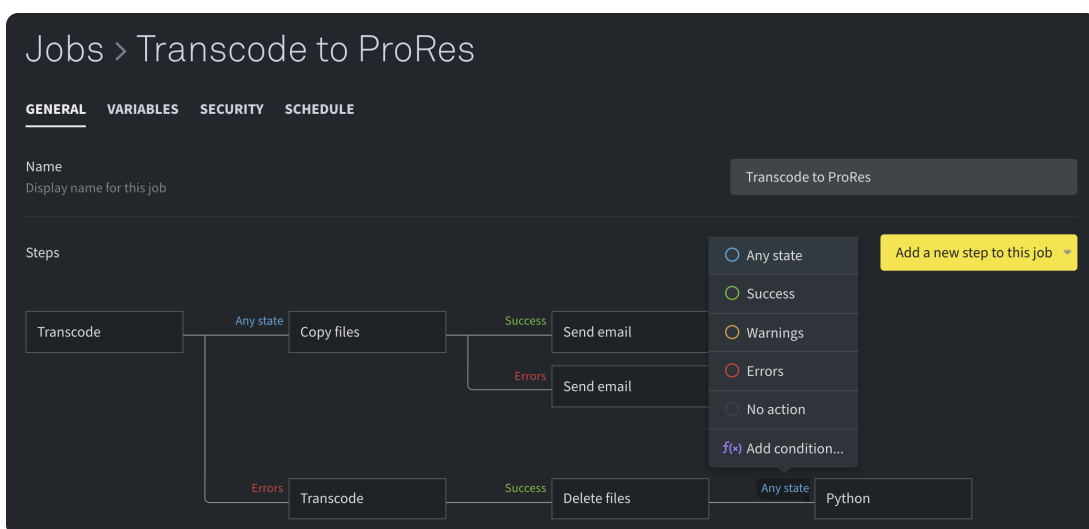 Jobs > Transcode to ProRes
GENERAL VARIABLES SECURITY SCHEDULE
Name
Display name for this job
Transcode to ProRes
Steps
Add a new step to this job
Any state
Success
Warnings
Errors
No action
f(x) Add condition...
Transcode
Any state
Copy files
Success
Send email
Errors
Send email
Errors
Transcode
Success
Delete files
Any state
Python